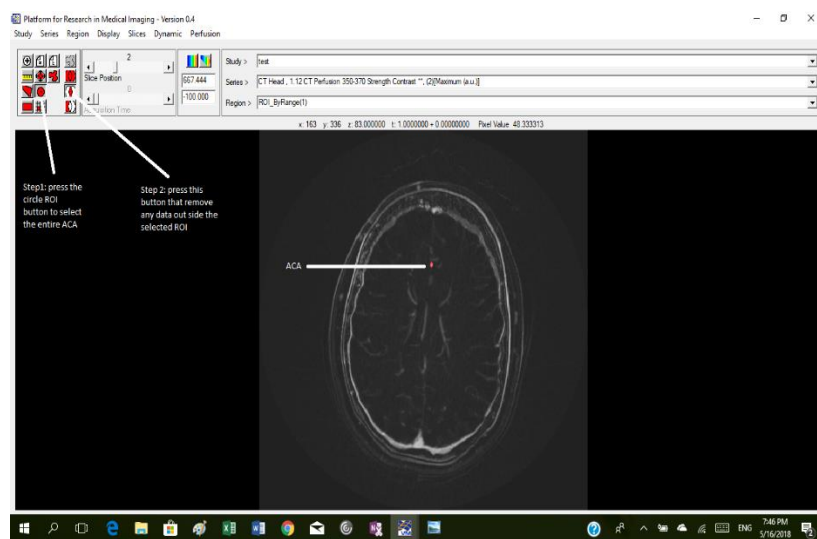 Platform for Research in Medical Imaging - Version 0.4
Study Series Region Display Slices Dynamic Perfusion
2
Slice Position
0
Acquisition Time
667.444
-100.000
Study > test
Series > CT Head , 1.12 CT Perfusion 350-370 Strength Contrast **, (2)[Maximum (a.u.)]
Region > ROI_ByRange(1)
x: 163 y: 336 z: 83.000000 t: 1.0000000 + 0.00000000 Pixel Value 48.333313
Step1: press the
circle ROI
button to select
the entire ACA
Step 2: press this
button that remove
any data out side the
selected ROI
ACA
ENG
7:46 PM
5/16/2018